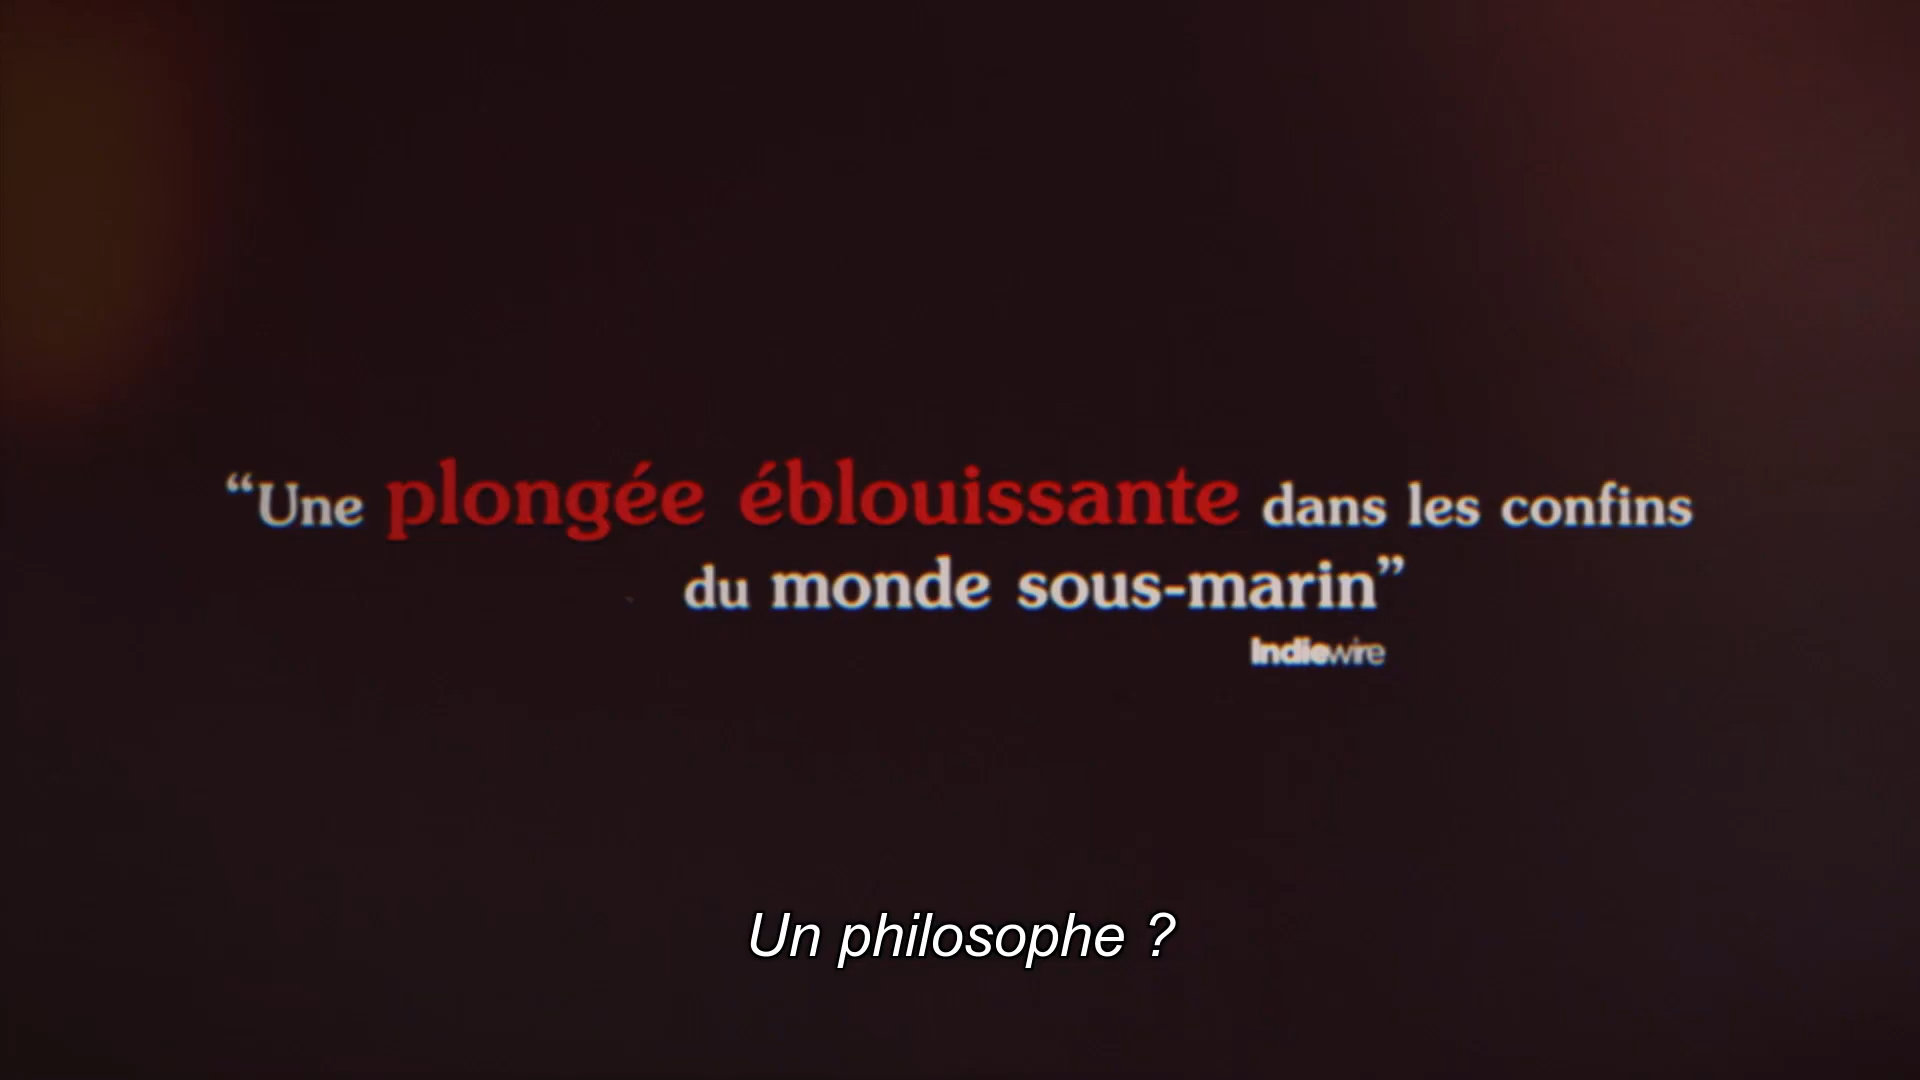 “Une plongée éblouissante dans les confins
du monde sous-marin”
Indiewire
Un philosophe ?